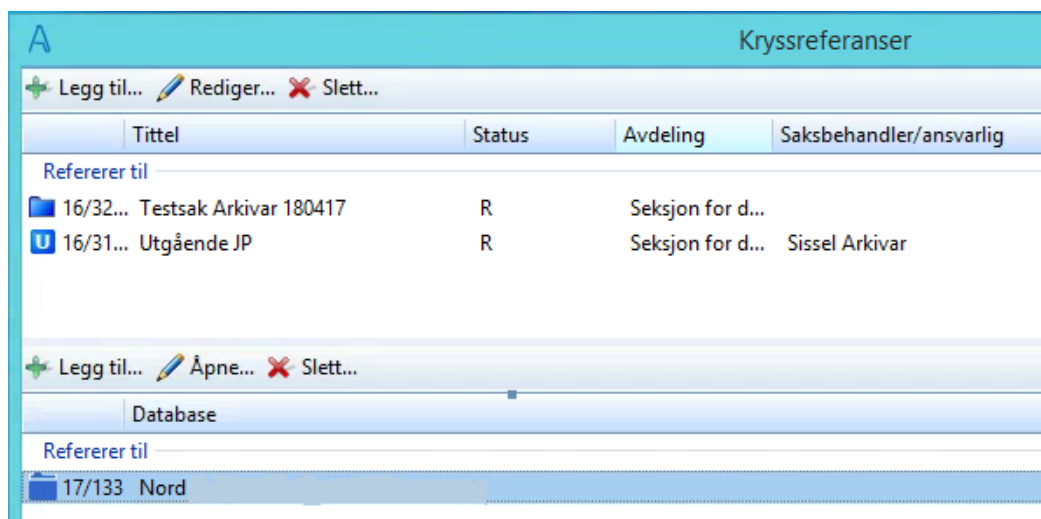 A Kryssreferanser
Legg til... Rediger... Slett...
Tittel Status Avdeling Saksbehandler/ansvarlig
Refererer til
16/32... Testsak Arkivar 180417 R Seksjon for d...
U 16/31... Utgående JP R Seksjon for d... Sissel Arkivar
Legg til... Åpne... Slett...
Database
Refererer til
17/133 Nord